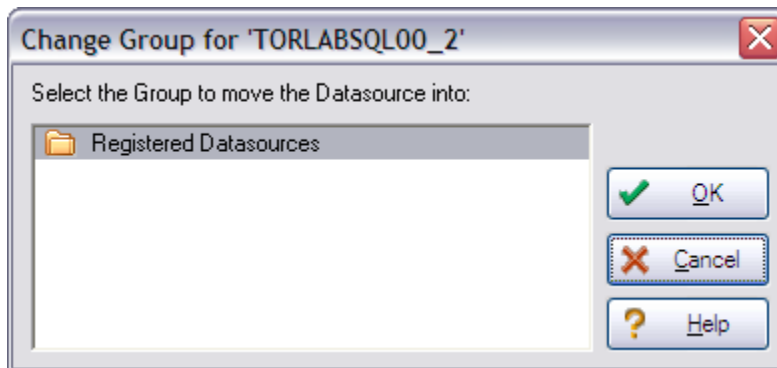 Change Group for 'TORLABSQL00_2'
Select the Group to move the Datasource into:
Registered Datasources
OK
Cancel
Help